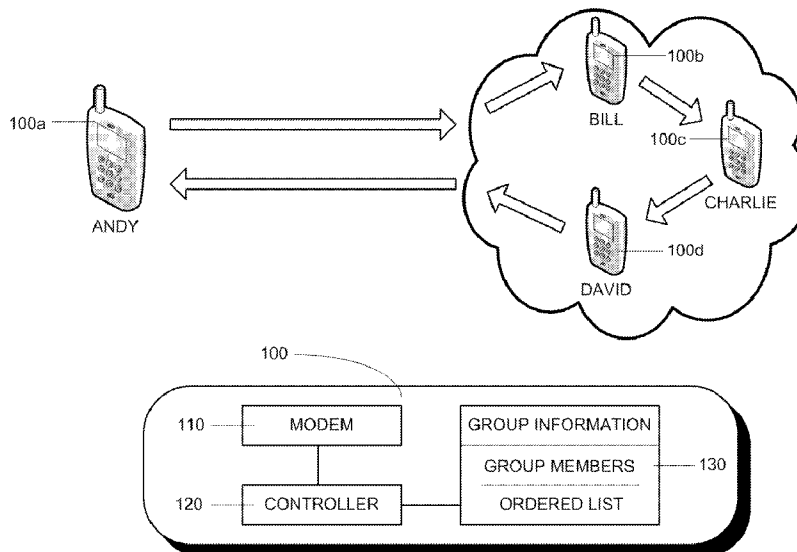 100a
ANDY
100b
BILL
100c
CHARLIE
100d
DAVID
100
110
MODEM
120
CONTROLLER
GROUP INFORMATION
GROUP MEMBERS
130
ORDERED LIST